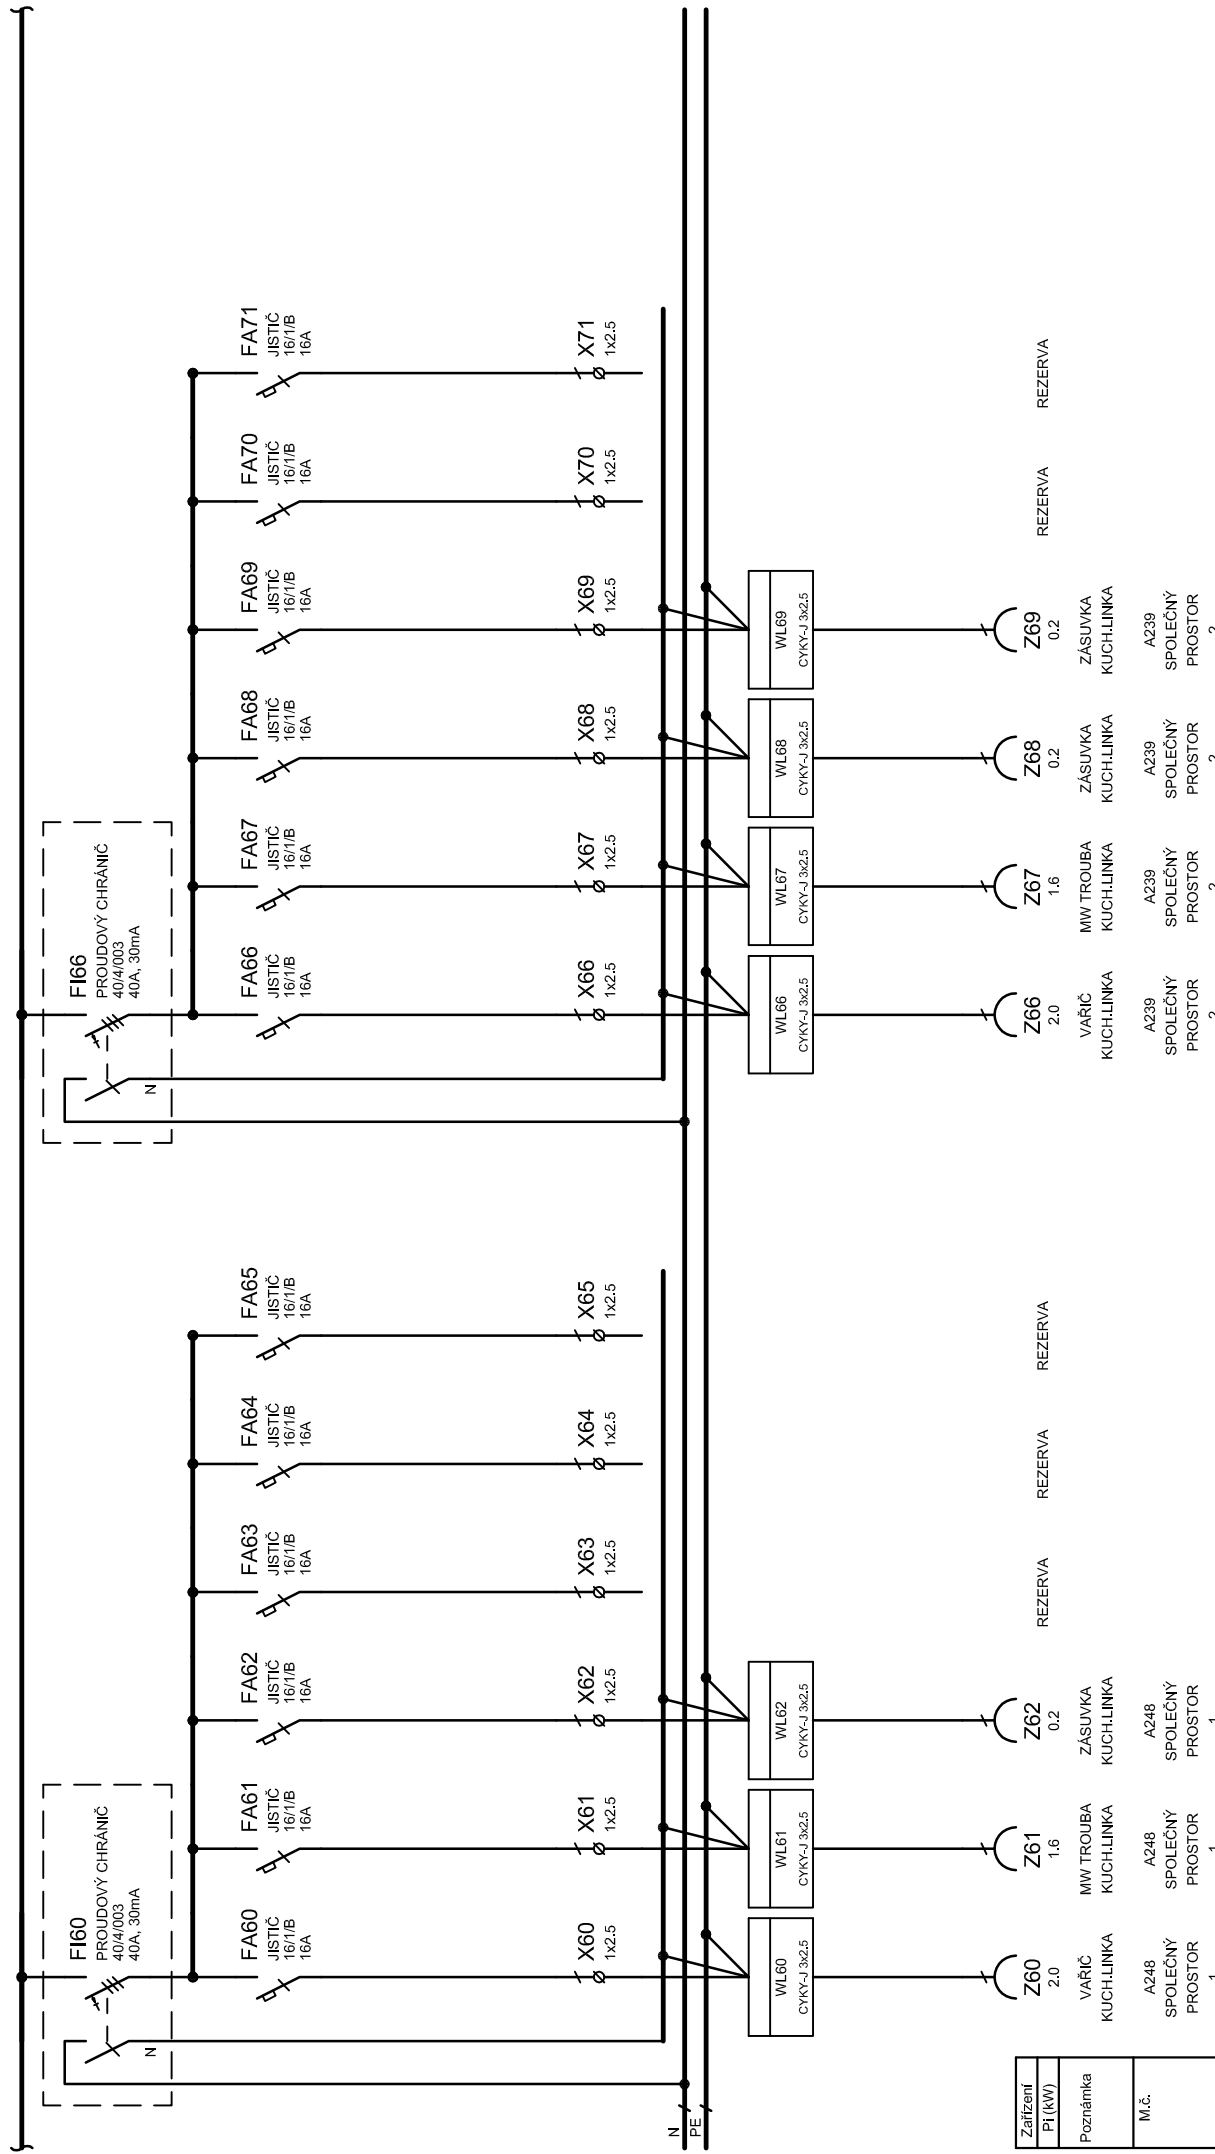 FI60
PROUDOVÝ CHRÁNIČ
40/4/003
40A, 30mA
N
FI66
PROUDOVÝ CHRÁNIČ
40/4/003
40A, 30mA
N
FA60
JISTIČ
16/1/B
16A
FA61
JISTIČ
16/1/B
16A
FA62
JISTIČ
16/1/B
16A
FA63
JISTIČ
16/1/B
16A
FA64
JISTIČ
16/1/B
16A
FA65
JISTIČ
16/1/B
16A
FA66
JISTIČ
16/1/B
16A
FA67
JISTIČ
16/1/B
16A
FA68
JISTIČ
16/1/B
16A
FA69
JISTIČ
16/1/B
16A
FA70
JISTIČ
16/1/B
16A
FA71
JISTIČ
16/1/B
16A
X60
1x2.5
X61
1x2.5
X62
1x2.5
X63
1x2.5
X64
1x2.5
X65
1x2.5
X66
1x2.5
X67
1x2.5
X68
1x2.5
X69
1x2.5
X70
1x2.5
X71
1x2.5
N
PE
WL60
CYKY-J 3x2.5
WL61
CYKY-J 3x2.5
WL62
CYKY-J 3x2.5
WL66
CYKY-J 3x2.5
WL67
CYKY-J 3x2.5
WL68
CYKY-J 3x2.5
WL69
CYKY-J 3x2.5
Zařízení
Pi (kW)
Poznámka
M.č.
Z60
2.0
VAŘIČ
KUCH.LINKA
A248
SPOLEČNÝ
PROSTOR
Z61
1.6
MW TROUBA
KUCH.LINKA
A248
SPOLEČNÝ
PROSTOR
Z62
0.2
ZÁSUVKA
KUCH.LINKA
A248
SPOLEČNÝ
PROSTOR
REZERVA
REZERVA
REZERVA
Z66
2.0
VAŘIČ
KUCH.LINKA
A239
SPOLEČNÝ
PROSTOR
Z67
1.6
MW TROUBA
KUCH.LINKA
A239
SPOLEČNÝ
PROSTOR
Z68
0.2
ZÁSUVKA
KUCH.LINKA
A239
SPOLEČNÝ
PROSTOR
Z69
0.2
ZÁSUVKA
KUCH.LINKA
A239
SPOLEČNÝ
PROSTOR
REZERVA
REZERVA